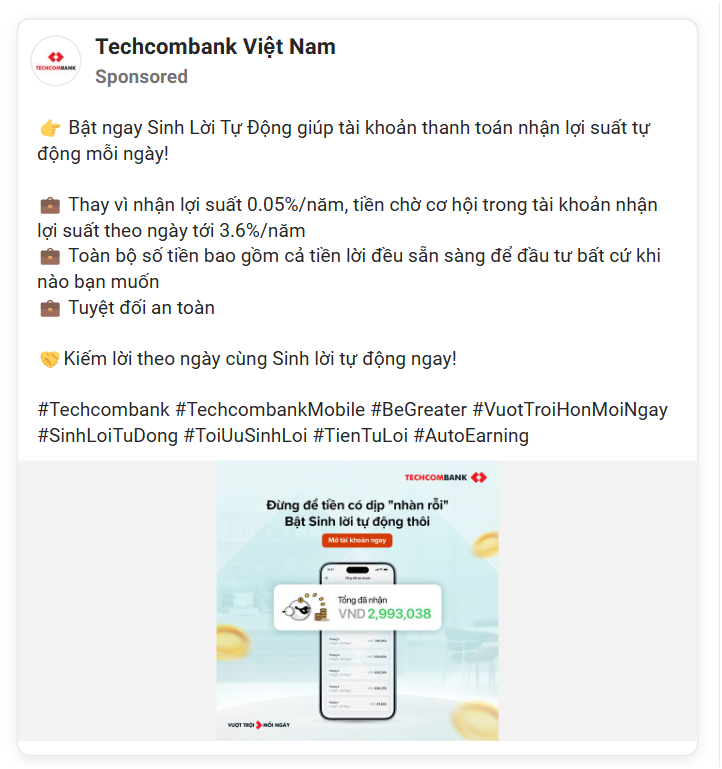 TECHCOMBANK
Techcombank Việt Nam
Sponsored
👉 Bật ngay Sinh Lời Tự Động giúp tài khoản thanh toán nhận lợi suất tự
động mỗi ngày!
💼 Thay vì nhận lợi suất 0.05%/năm, tiền chờ cơ hội trong tài khoản nhận
lợi suất theo ngày tới 3.6%/năm
💼 Toàn bộ số tiền bao gồm cả tiền lời đều sẵn sàng để đầu tư bất cứ khi
nào bạn muốn
💼 Tuyệt đối an toàn
🤝Kiếm lời theo ngày cùng Sinh lời tự động ngay!
#Techcombank #TechcombankMobile #BeGreater #VuotTroiHonMoiNgay
#SinhLoiTuDong #ToiUuSinhLoi #TienTuLoi #AutoEarning
TECHCOMBANK
Đừng để tiền có dịp "nhàn rỗi"
Bật Sinh lời tự động thôi
Mở tài khoản ngay
Tổng đã nhận
VND 2,993,038
VƯỢT TRỘI MỖI NGÀY